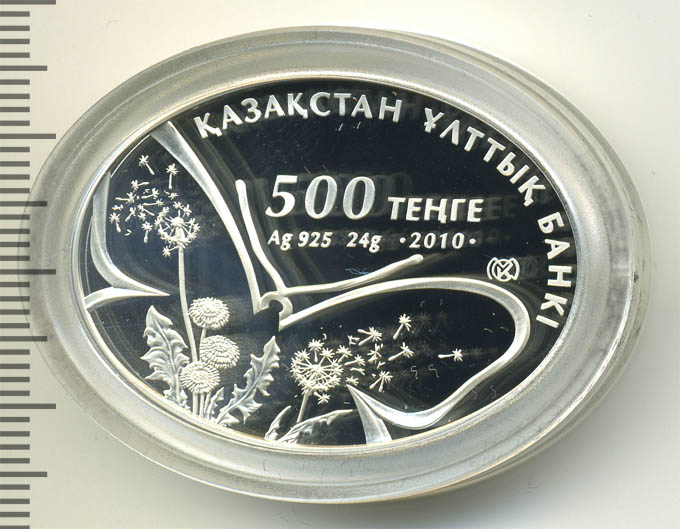 ҚАЗАҚСТАН ҰЛТТЫҚ БАНКІ
500 ТЕҢГЕ
Ag 925 24g ·2010·